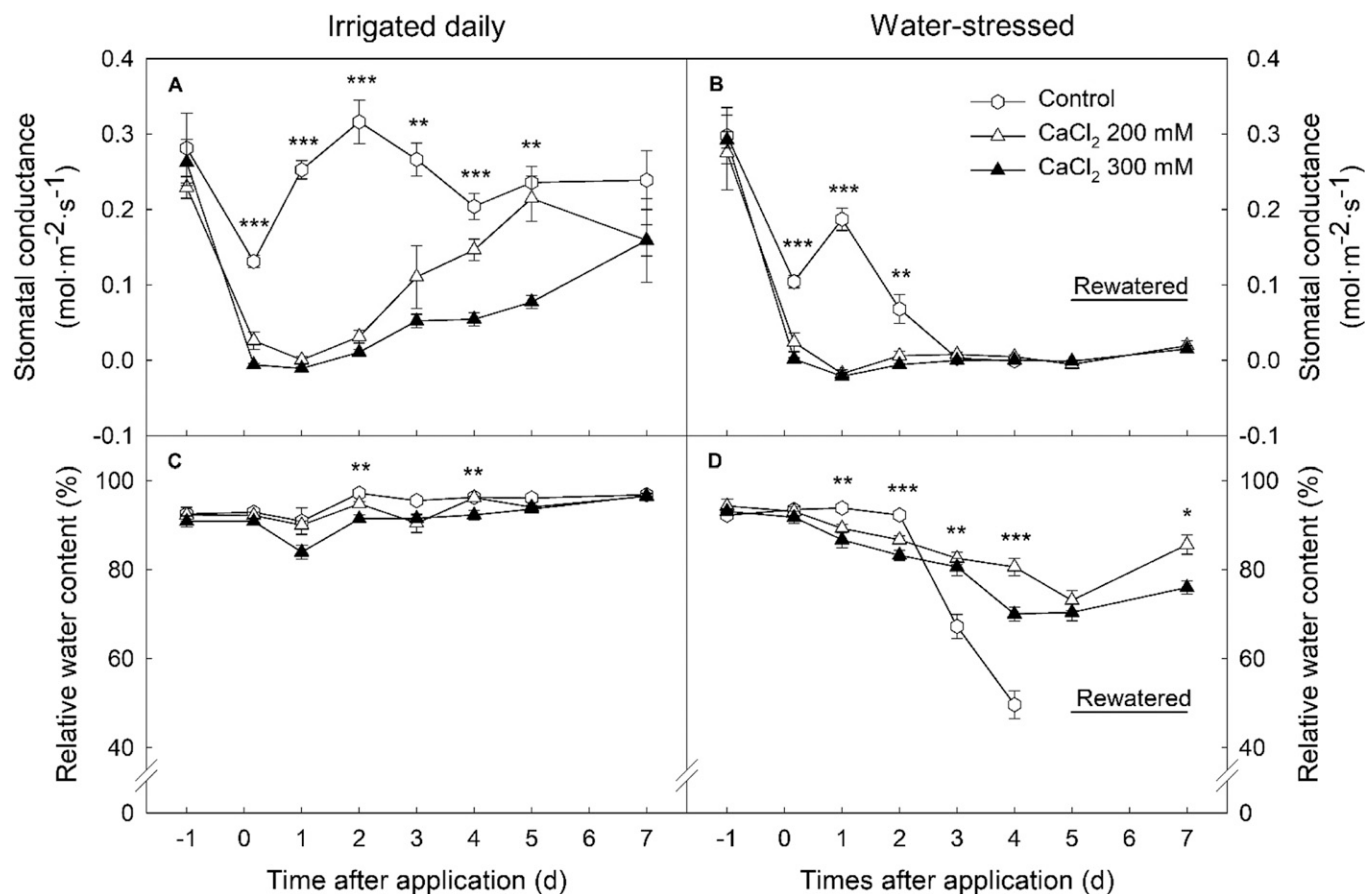 Irrigated daily
Water-stressed
Stomatal conductance
(mol·m-2·s-1)
0.4
0.3
0.2
0.1
0.0
-0.1
A
***
***
***
**
***
**
B
***
***
**
Control
CaCl2 200 mM
CaCl2 300 mM
Rewatered
0.4
0.3
0.2
0.1
0.0
-0.1
Stomatal conductance
(mol·m-2·s-1)
Relative water content (%)
100
80
60
40
0
C
**
**
D
**
***
**
***
*
Rewatered
100
80
60
40
0
Relative water content (%)
-1 0 1 2 3 4 5 6 7
-1 0 1 2 3 4 5 6 7
Time after application (d)
Times after application (d)